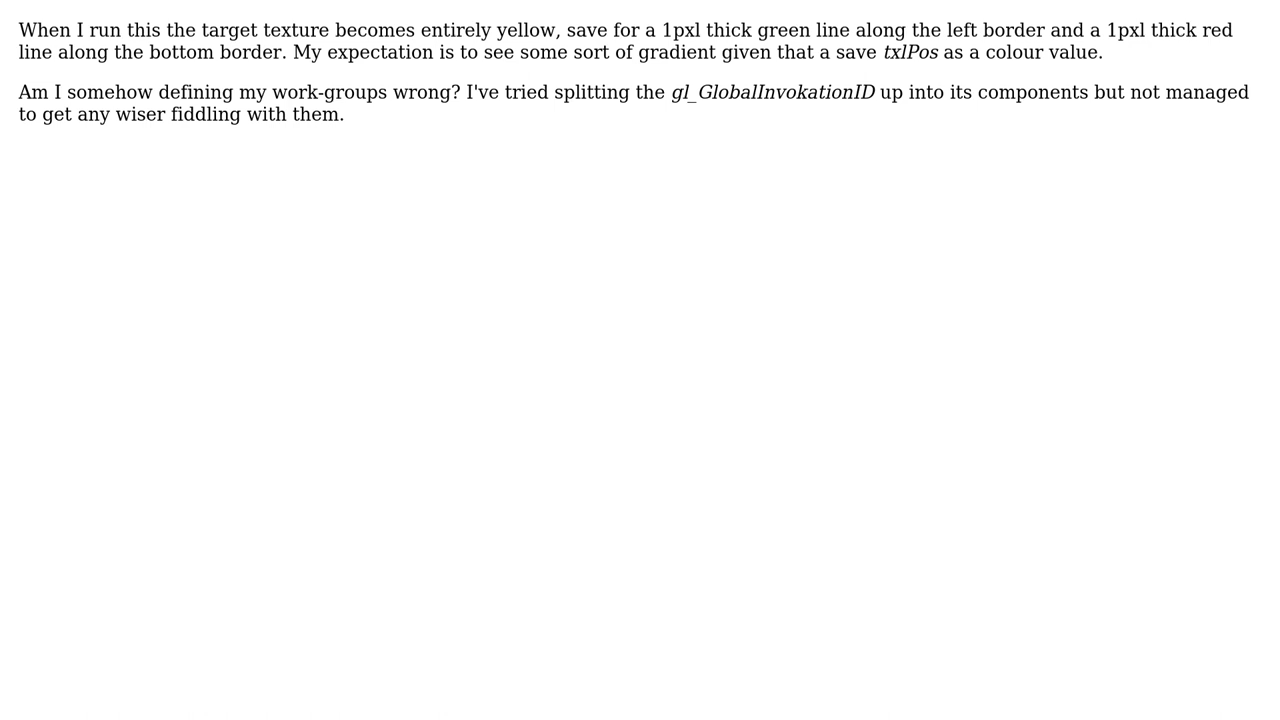 When I run this the target texture becomes entirely yellow, save for a 1pxl thick green line along the left border and a 1pxl thick red
line along the bottom border. My expectation is to see some sort of gradient given that a save txlPos as a colour value.
Am I somehow defining my work-groups wrong? I've tried splitting the gl_GlobalInvokationID up into its components but not managed
to get any wiser fiddling with them.